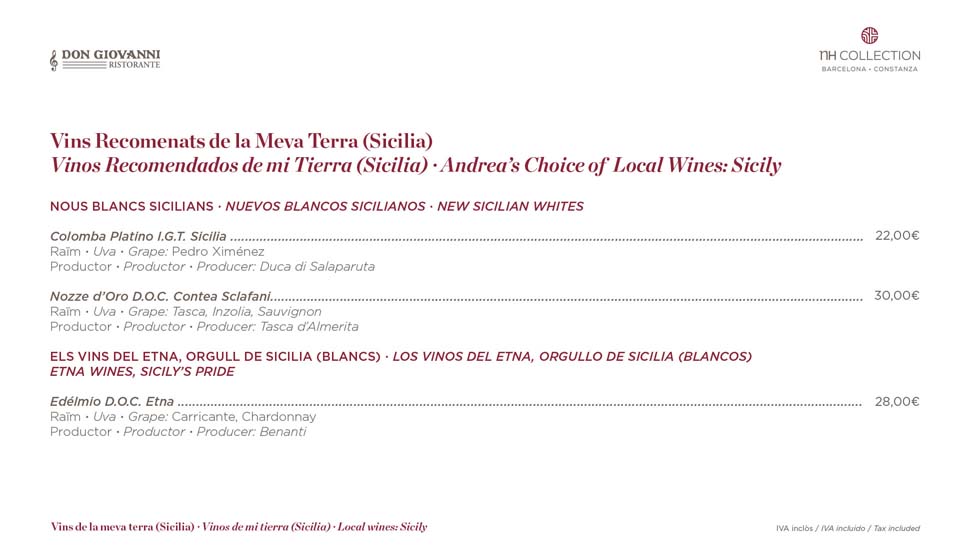 DON GIOVANNI
RISTORANTE
nH COLLECTION
BARCELONA · CONSTANZA
Vins Recomenats de la Meva Terra (Sicilia)
Vinos Recomendados de mi Tierra (Sicilia) · Andrea's Choice of Local Wines: Sicily
NOUS BLANCS SICILIANS · NUEVOS BLANCOS SICILIANOS · NEW SICILIAN WHITES
Colomba Platino I.G.T. Sicilia ........ 22,00€
Raïm · Uva · Grape: Pedro Ximénez
Productor · Productor · Producer: Duca di Salaparuta
Nozze d'Oro D.O.C. Contea Sclafani........ 30,00€
Raïm · Uva · Grape: Tasca, Inzolia, Sauvignon
Productor · Productor · Producer: Tasca d'Almerita
ELS VINS DEL ETNA, ORGULL DE SICILIA (BLANCS) · LOS VINOS DEL ETNA, ORGULLO DE SICILIA (BLANCOS)
ETNA WINES, SICILY'S PRIDE
Edélmio D.O.C. Etna ........ 28,00€
Raïm · Uva · Grape: Carricante, Chardonnay
Productor · Productor · Producer: Benanti
Vins de la meva terra (Sicilia) · Vinos de mi tierra (Sicilia) · Local wines: Sicily
IVA inclòs / IVA incluido / Tax included